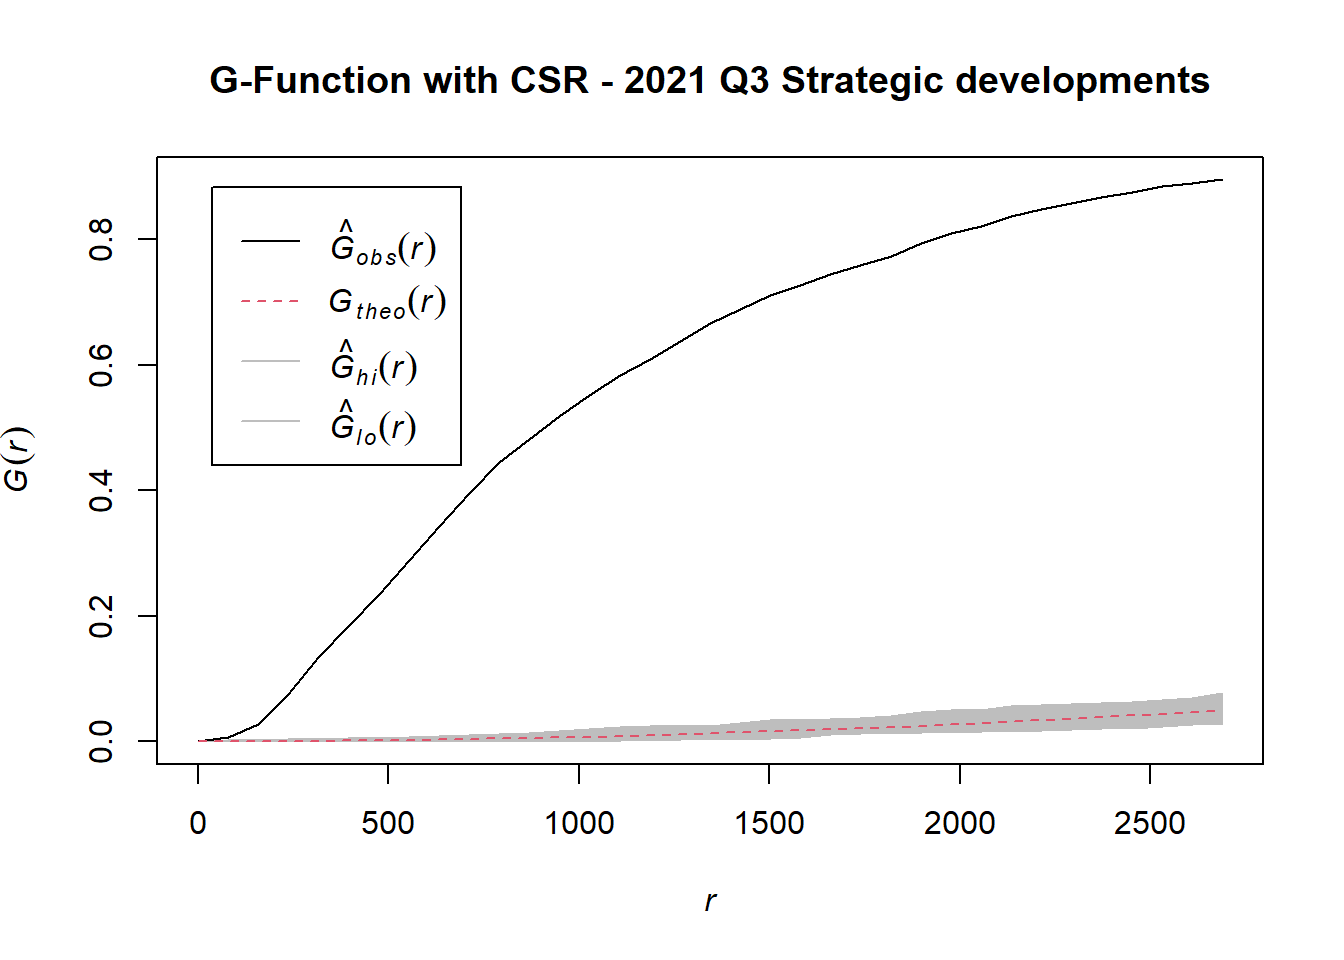 G-Function with CSR - 2021 Q3 Strategic developments
Ĝobs(r)
Gtheo(r)
Ĝhi(r)
Ĝlo(r)
G(r)
0.8
0.6
0.4
0.2
0.0
0 500 1000 1500 2000 2500
r